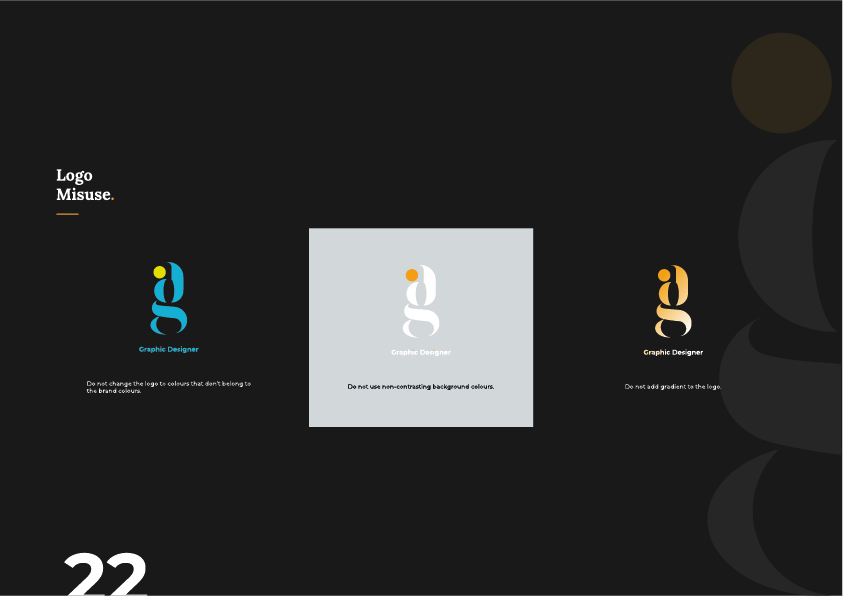 Logo
Misuse.
g
Graphic Designer
Do not change the logo to colours that don't belong to
the brand colours.
g
Graphic Designer
Do not use non-contrasting background colours.
g
Graphic Designer
Do not add gradient to the logo.
22